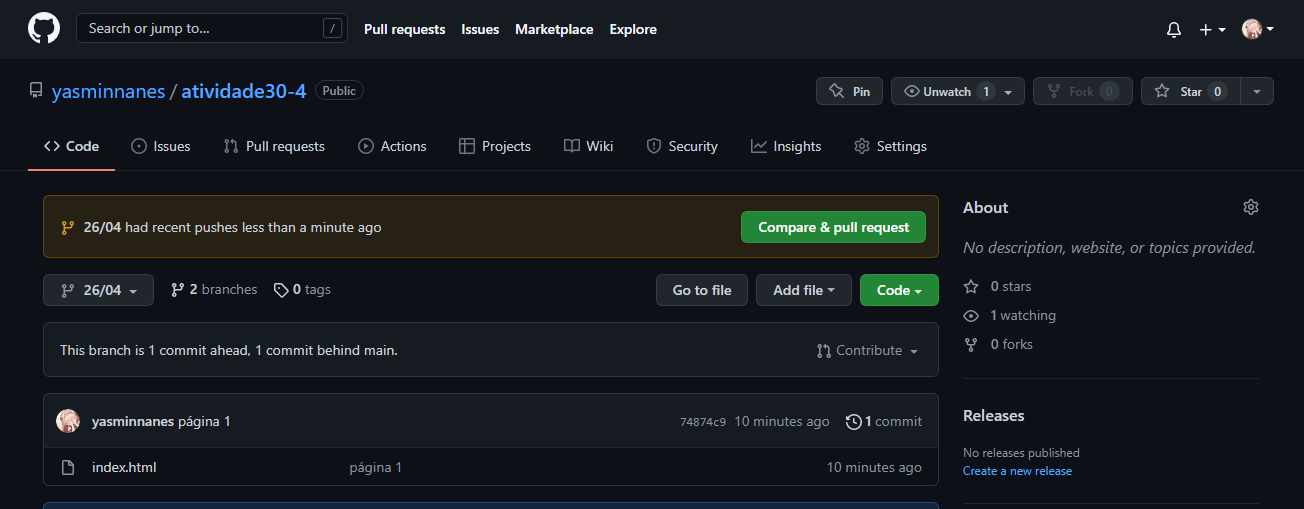 Search or jump to... /
Pull requests Issues Marketplace Explore
yasminnanes / atividade30-4 Public
Pin Unwatch 1 Fork 0 Star 0
Code Issues Pull requests Actions Projects Wiki Security Insights Settings
26/04 had recent pushes less than a minute ago
Compare & pull request
26/04 2 branches 0 tags
Go to file Add file Code
This branch is 1 commit ahead, 1 commit behind main.
Contribute
yasminnanes página 1 74874c9 10 minutes ago 1 commit
index.html página 1 10 minutes ago
About
No description, website, or topics provided.
0 stars
1 watching
0 forks
Releases
No releases published
Create a new release